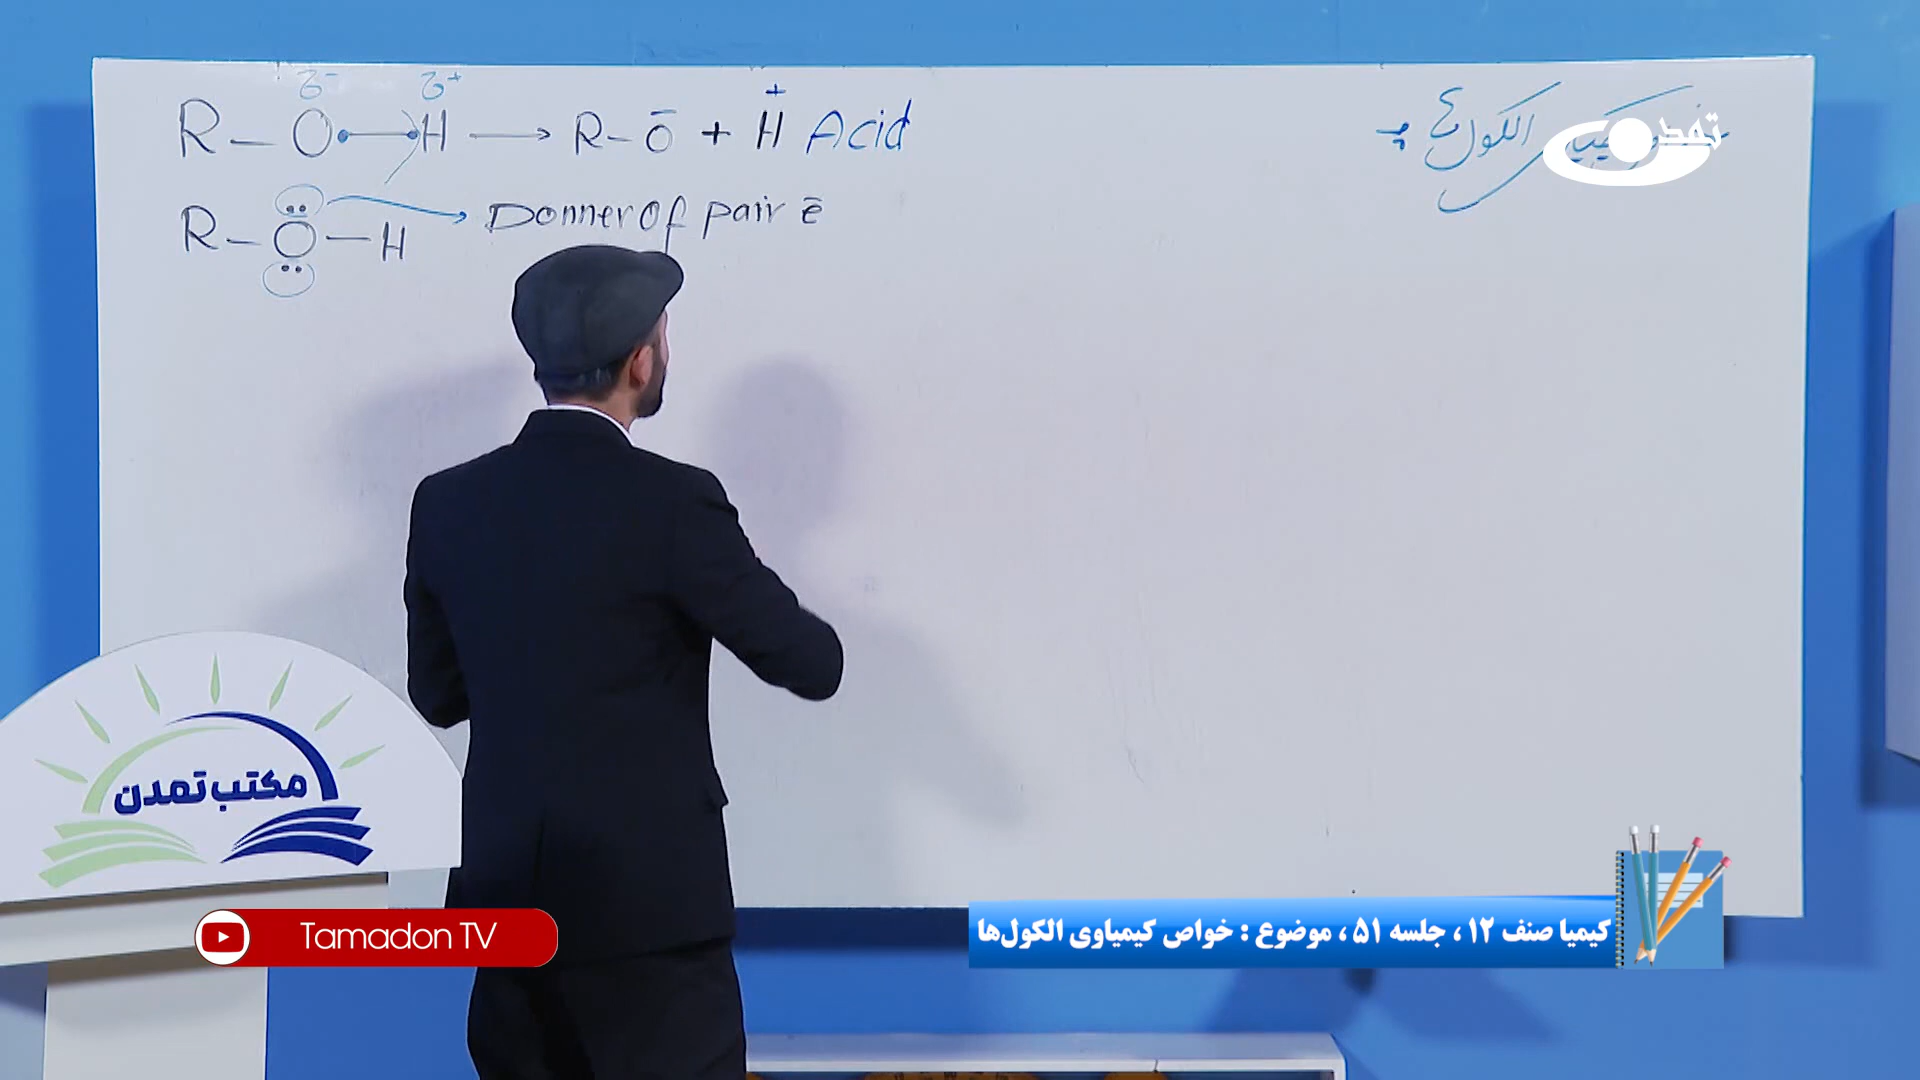 δ⁻ δ⁺
R – O — H → R–Ō + H⁺ Acid
الکول
R – O – H → Donner of pair ē
تمدن
مکتب تمدن
Tamadon TV
کیمیا صنف ۱۲ ، جلسه ۵۱ ، موضوع : خواص کیمیاوی الکول‌ها